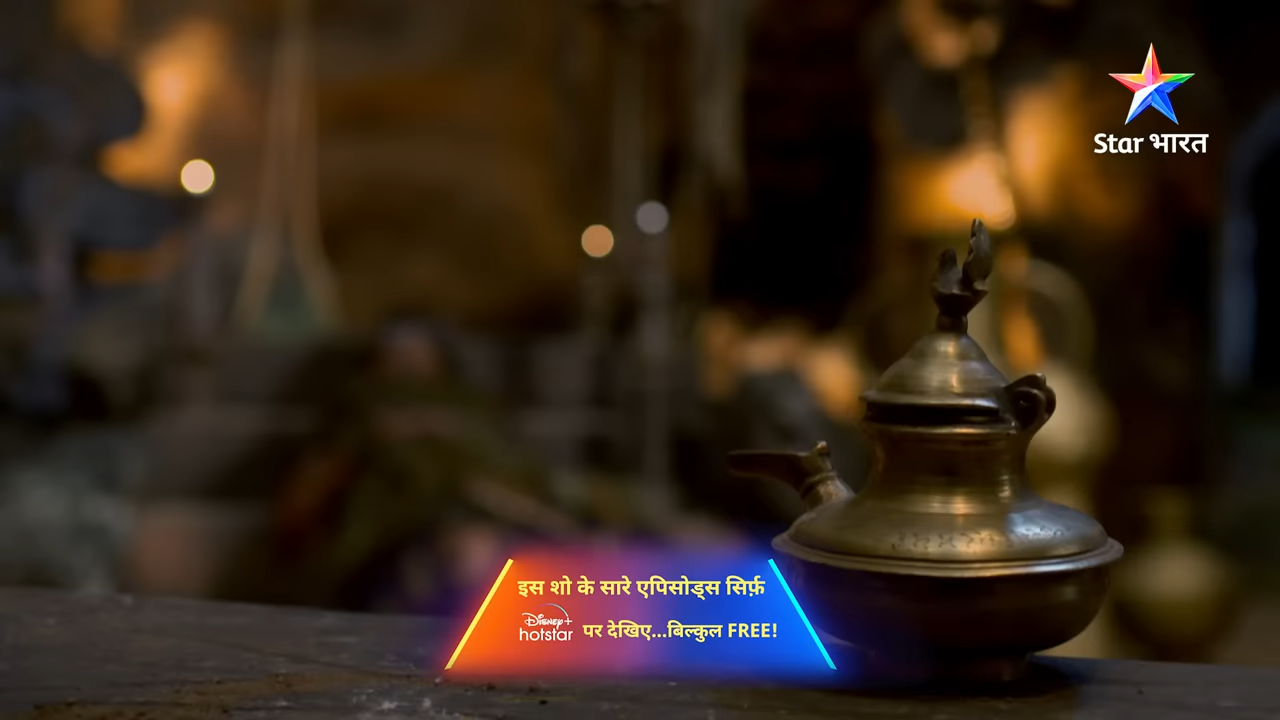 Star भारत
इस शो के सारे एपिसोड्स सिर्फ़
Disney+
hotstar पर देखिए...बिल्कुल FREE!